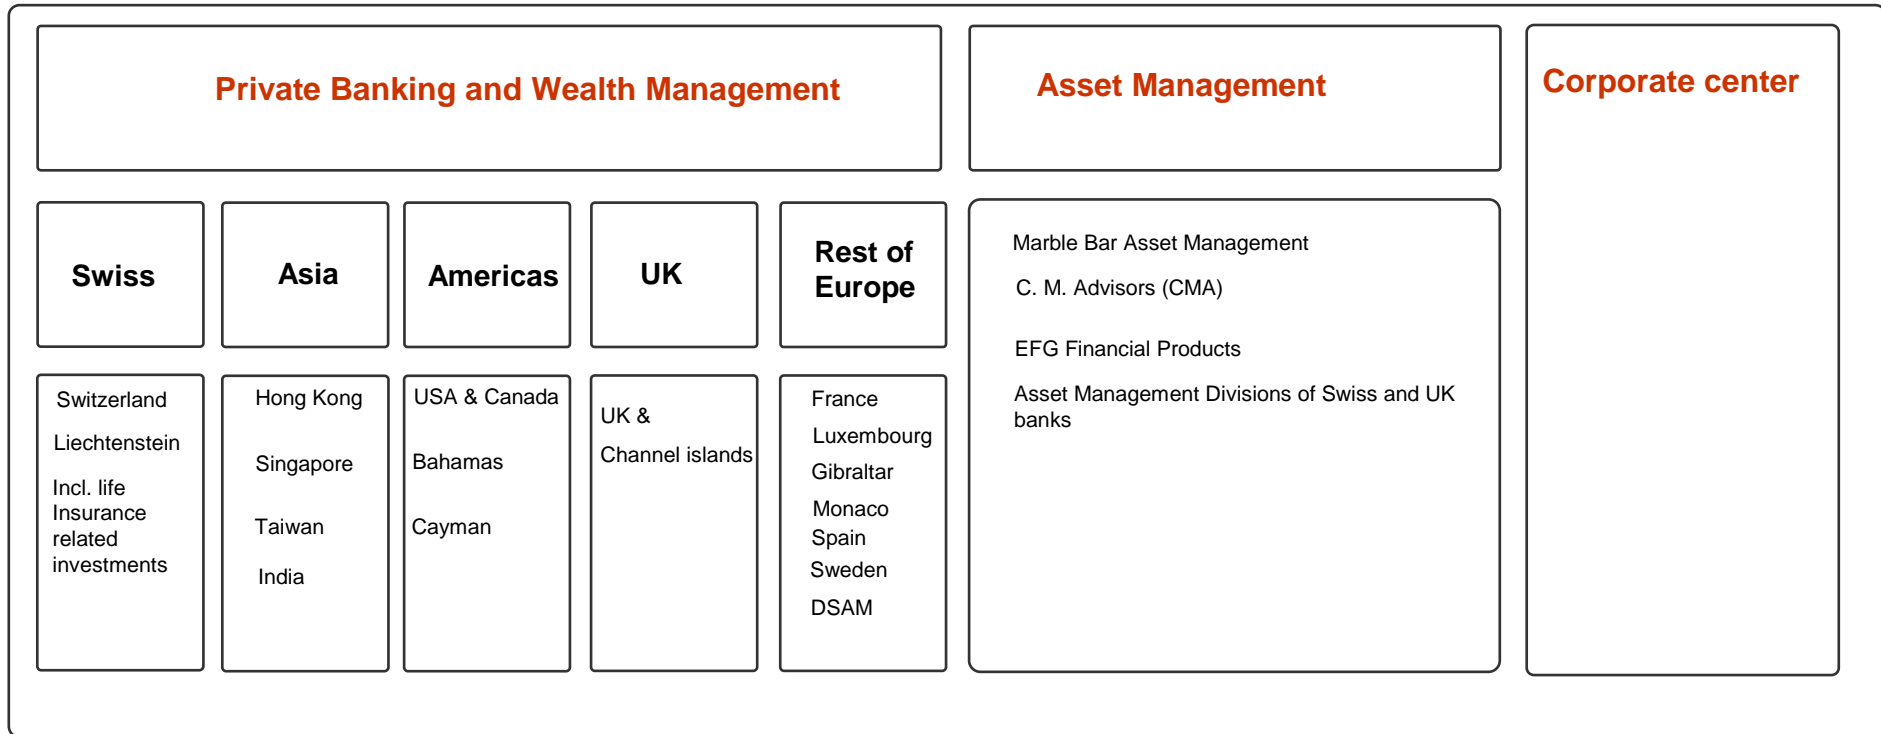 Private Banking and Wealth Management
Asset Management
Corporate center
Swiss
Asia
Americas
UK
Rest of
Europe
Switzerland
Liechtenstein
Incl. life
Insurance
related
investments
Hong Kong
Singapore
Taiwan
India
USA & Canada
Bahamas
Cayman
UK &
Channel islands
France
Luxembourg
Gibraltar
Monaco
Spain
Sweden
DSAM
Marble Bar Asset Management
C. M. Advisors (CMA)
EFG Financial Products
Asset Management Divisions of Swiss and UK
banks